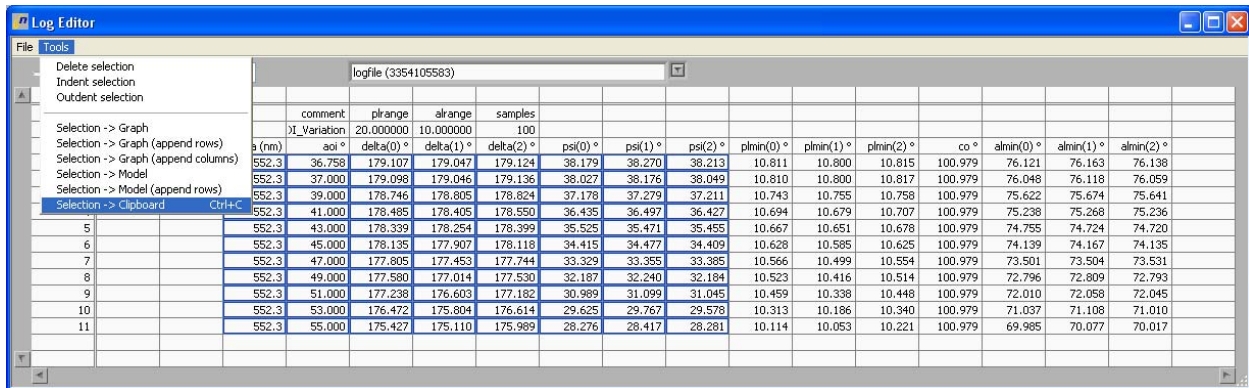 Log Editor
File Tools
Delete selection
Indent selection
Outdent selection
Selection -> Graph
Selection -> Graph (append rows)
Selection -> Graph (append columns)
Selection -> Model
Selection -> Model (append rows)
Selection -> Clipboard Ctrl+C
logfile (3354105583)
comment plrange alrange samples
I_Variation 20.000000 10.000000 100
(nm) aoi ° delta(0) ° delta(1) ° delta(2) ° psi(0) ° psi(1) ° psi(2) ° plmin(0) ° plmin(1) ° plmin(2) ° co ° almin(0) ° almin(1) ° almin(2) °
552.3 36.758 179.107 179.047 179.124 38.179 38.270 38.213 10.811 10.800 10.815 100.979 76.121 76.163 76.138
552.3 37.000 179.098 179.046 179.136 38.027 38.176 38.049 10.810 10.800 10.817 100.979 76.048 76.118 76.059
552.3 39.000 178.746 178.805 178.824 37.178 37.279 37.211 10.743 10.755 10.758 100.979 75.622 75.674 75.641
552.3 41.000 178.485 178.405 178.550 36.435 36.497 36.427 10.694 10.679 10.707 100.979 75.238 75.268 75.236
5 552.3 43.000 178.339 178.254 178.399 35.525 35.471 35.455 10.667 10.651 10.678 100.979 74.755 74.724 74.720
6 552.3 45.000 178.135 177.907 178.118 34.415 34.477 34.409 10.628 10.585 10.625 100.979 74.139 74.167 74.135
7 552.3 47.000 177.805 177.453 177.744 33.329 33.355 33.385 10.566 10.499 10.554 100.979 73.501 73.504 73.531
8 552.3 49.000 177.580 177.014 177.530 32.187 32.240 32.184 10.523 10.416 10.514 100.979 72.796 72.809 72.793
9 552.3 51.000 177.238 176.603 177.182 30.989 31.099 31.045 10.459 10.338 10.448 100.979 72.010 72.058 72.045
10 552.3 53.000 176.472 175.804 176.614 29.625 29.767 29.578 10.313 10.186 10.340 100.979 71.037 71.108 71.010
11 552.3 55.000 175.427 175.110 175.989 28.276 28.417 28.281 10.114 10.053 10.221 100.979 69.985 70.077 70.017